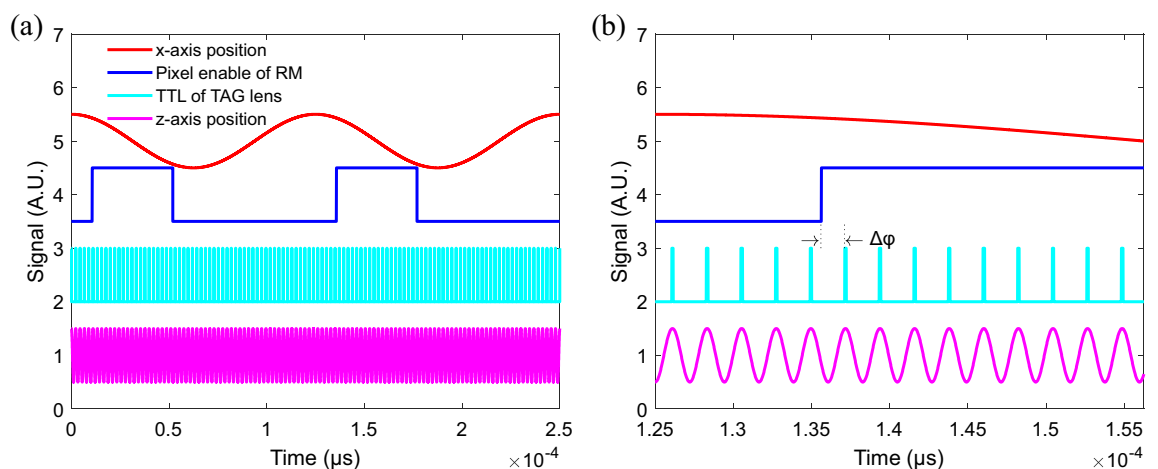 (a)
7
6
5
4
3
2
1
0
Signal (A.U.)
x-axis position
Pixel enable of RM
TTL of TAG lens
z-axis position
0 0.5 1 1.5 2 2.5
Time (µs) ×10⁻⁴
(b)
7
6
5
4
3
2
1
0
Signal (A.U.)
Δφ
1.25 1.3 1.35 1.4 1.45 1.5 1.55
Time (µs) ×10⁻⁴